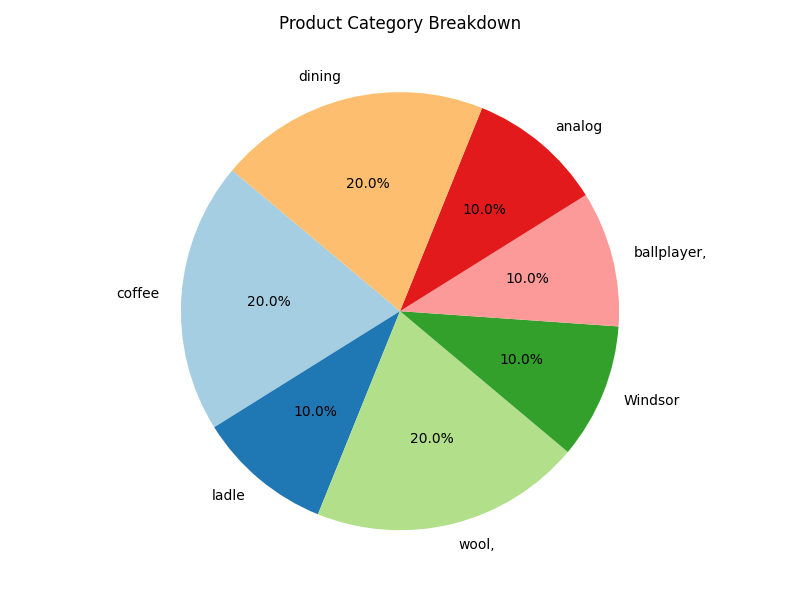 Product Category Breakdown
dining
analog
20.0%
10.0%
ballplayer,
10.0%
coffee
20.0%
10.0%
Windsor
10.0%
20.0%
ladle
wool,